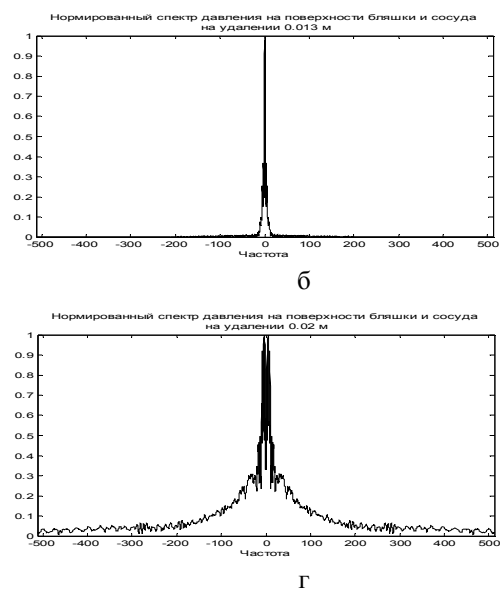 Нормированный спектр давления на поверхности бляшки и сосуда
на удалении 0.013 м
1
0.9
0.8
0.7
0.6
0.5
0.4
0.3
0.2
0.1
0
-500 -400 -300 -200 -100 0 100 200 300 400 500
Частота
б
Нормированный спектр давления на поверхности бляшки и сосуда
на удалении 0.02 м
1
0.9
0.8
0.7
0.6
0.5
0.4
0.3
0.2
0.1
0
-500 -400 -300 -200 -100 0 100 200 300 400 500
Частота
г